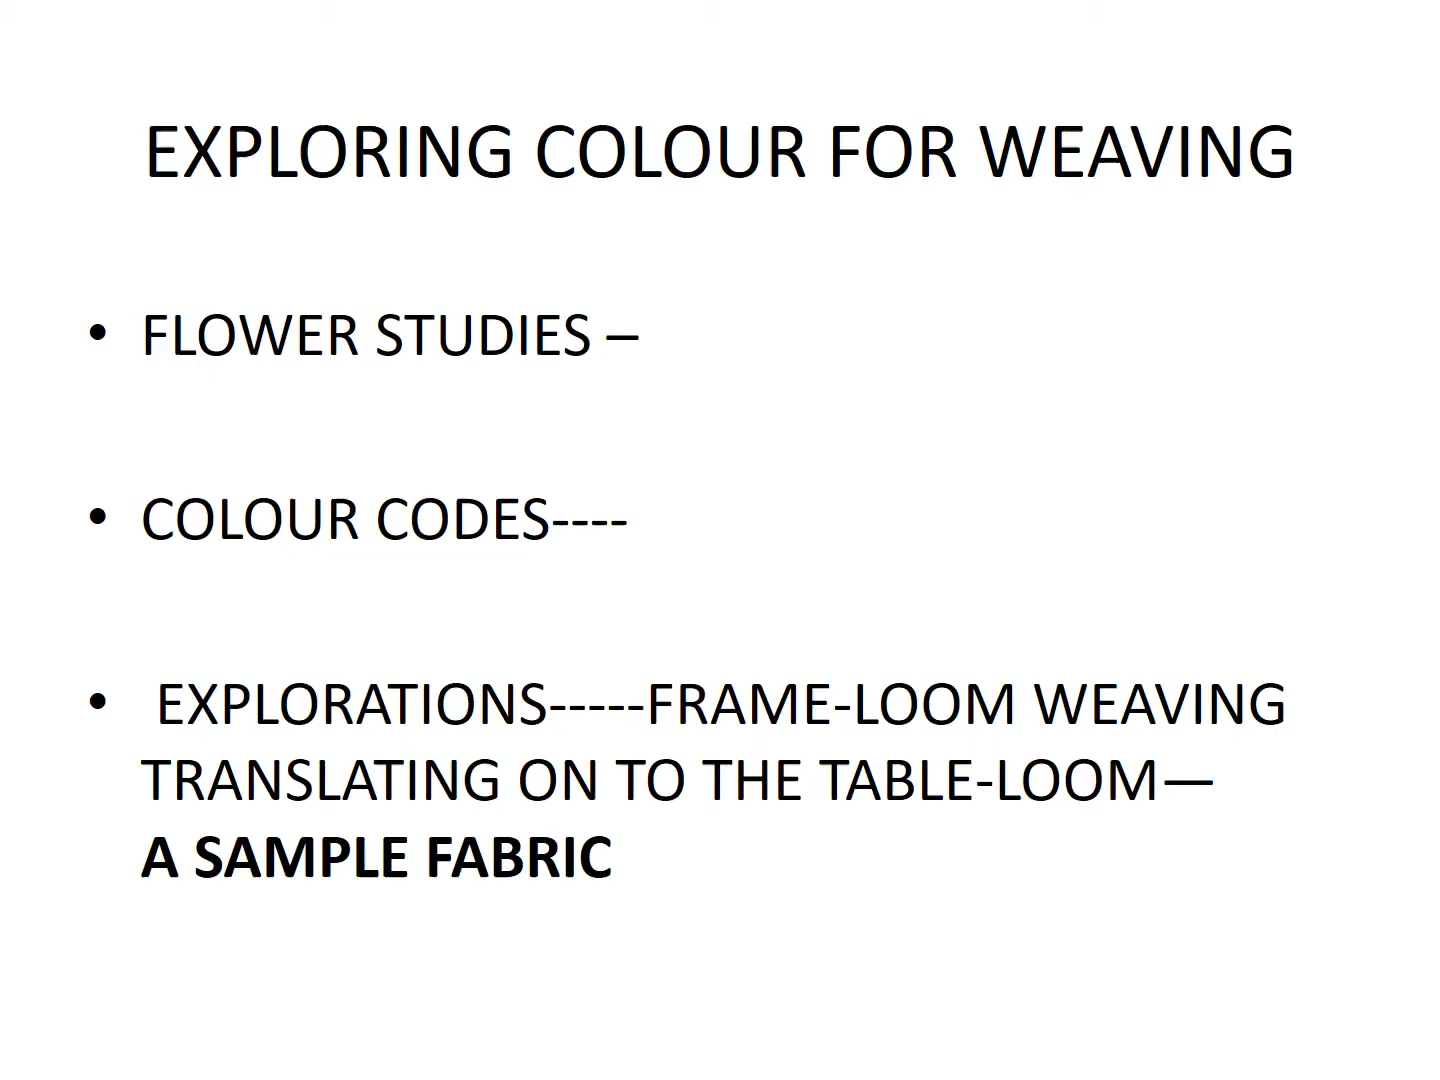 EXPLORING COLOUR FOR WEAVING
• FLOWER STUDIES –
• COLOUR CODES----
• EXPLORATIONS-----FRAME-LOOM WEAVING
TRANSLATING ON TO THE TABLE-LOOM—
A SAMPLE FABRIC